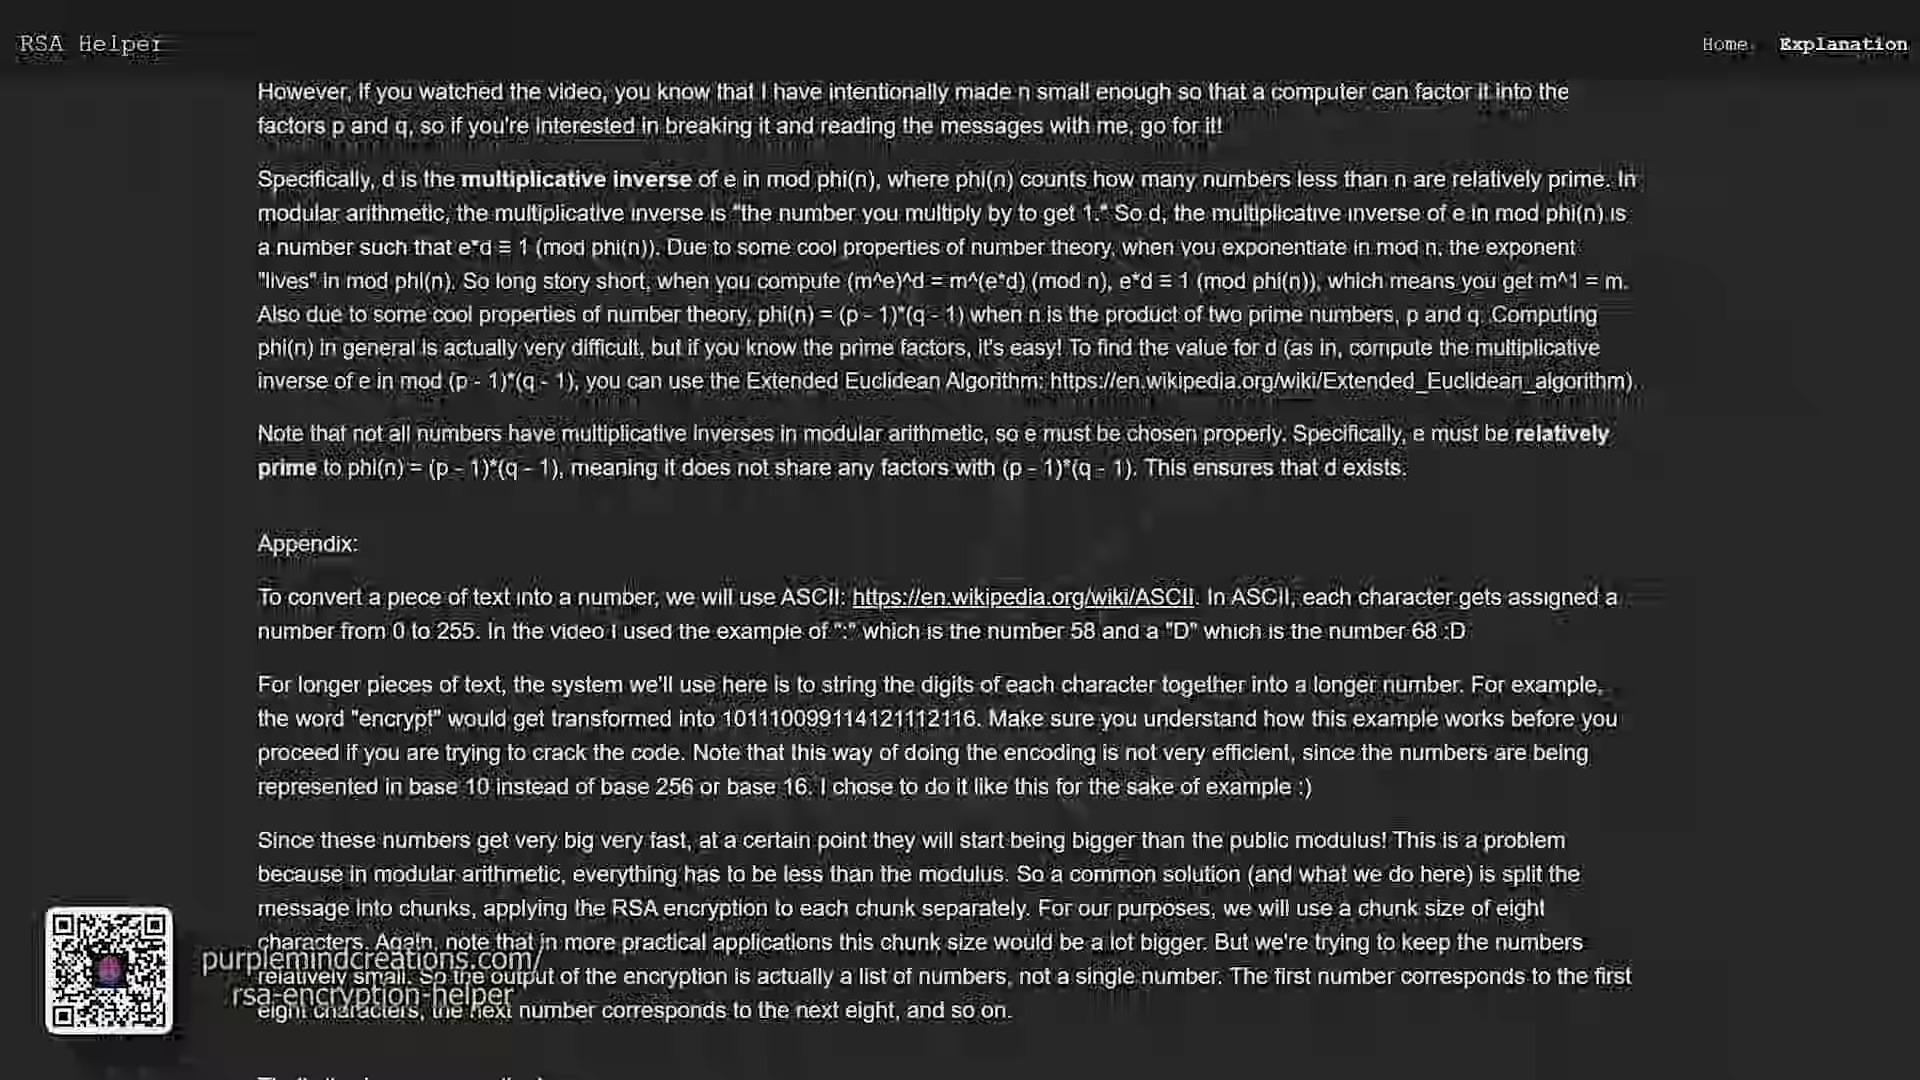 RSA Helper
Home
Explanation
However, If you watched the video, you know that I have intentionally made n small enough so that a computer can factor it into the
factors p and q, so if you're interested in breaking it and reading the messages with me, go for it!
Specifically, d is the multiplicative inverse of e in mod phi(n), where phi(n) counts how many numbers less than n are relatively prime. In
modular arithmetic, the multiplicative inverse is "the number you multiply by to get 1." So d, the multiplicative inverse of e in mod phi(n) is
a number such that e*d ≡ 1 (mod phi(n)). Due to some cool properties of number theory, when you exponentiate in mod n, the exponent
"lives" in mod phi(n). So long story short, when you compute (m^e)^d = m^(e*d) (mod n), e*d ≡ 1 (mod phi(n)), which means you get m^1 = m.
Also due to some cool properties of number theory, phi(n) = (p - 1)*(q - 1) when n is the product of two prime numbers, p and q. Computing
phi(n) in general is actually very difficult, but if you know the prime factors, it's easy! To find the value for d (as in, compute the multiplicative
inverse of e in mod (p - 1)*(q - 1), you can use the Extended Euclidean Algorithm: https://en.wikipedia.org/wiki/Extended_Euclidean_algorithm).
Note that not all numbers have multiplicative inverses in modular arithmetic, so e must be chosen properly. Specifically, e must be relatively
prime to phi(n) = (p - 1)*(q - 1), meaning it does not share any factors with (p - 1)*(q - 1). This ensures that d exists.
Appendix:
To convert a piece of text into a number, we will use ASCII: https://en.wikipedia.org/wiki/ASCII. In ASCII, each character gets assigned a
number from 0 to 255. In the video I used the example of ":" which is the number 58 and a "D" which is the number 68 :D
For longer pieces of text, the system we'll use here is to string the digits of each character together into a longer number. For example,
the word "encrypt" would get transformed into 101110099114121112116. Make sure you understand how this example works before you
proceed if you are trying to crack the code. Note that this way of doing the encoding is not very efficient, since the numbers are being
represented in base 10 instead of base 256 or base 16. I chose to do it like this for the sake of example :)
Since these numbers get very big very fast, at a certain point they will start being bigger than the public modulus! This is a problem
because in modular arithmetic, everything has to be less than the modulus. So a common solution (and what we do here) is split the
message into chunks, applying the RSA encryption to each chunk separately. For our purposes, we will use a chunk size of eight
characters. Again, note that in more practical applications this chunk size would be a lot bigger. But we're trying to keep the numbers
relatively small. So the output of the encryption is actually a list of numbers, not a single number. The first number corresponds to the first
eight characters, the next number corresponds to the next eight, and so on.
purplemindcreations.com/
rsa-encryption-helper